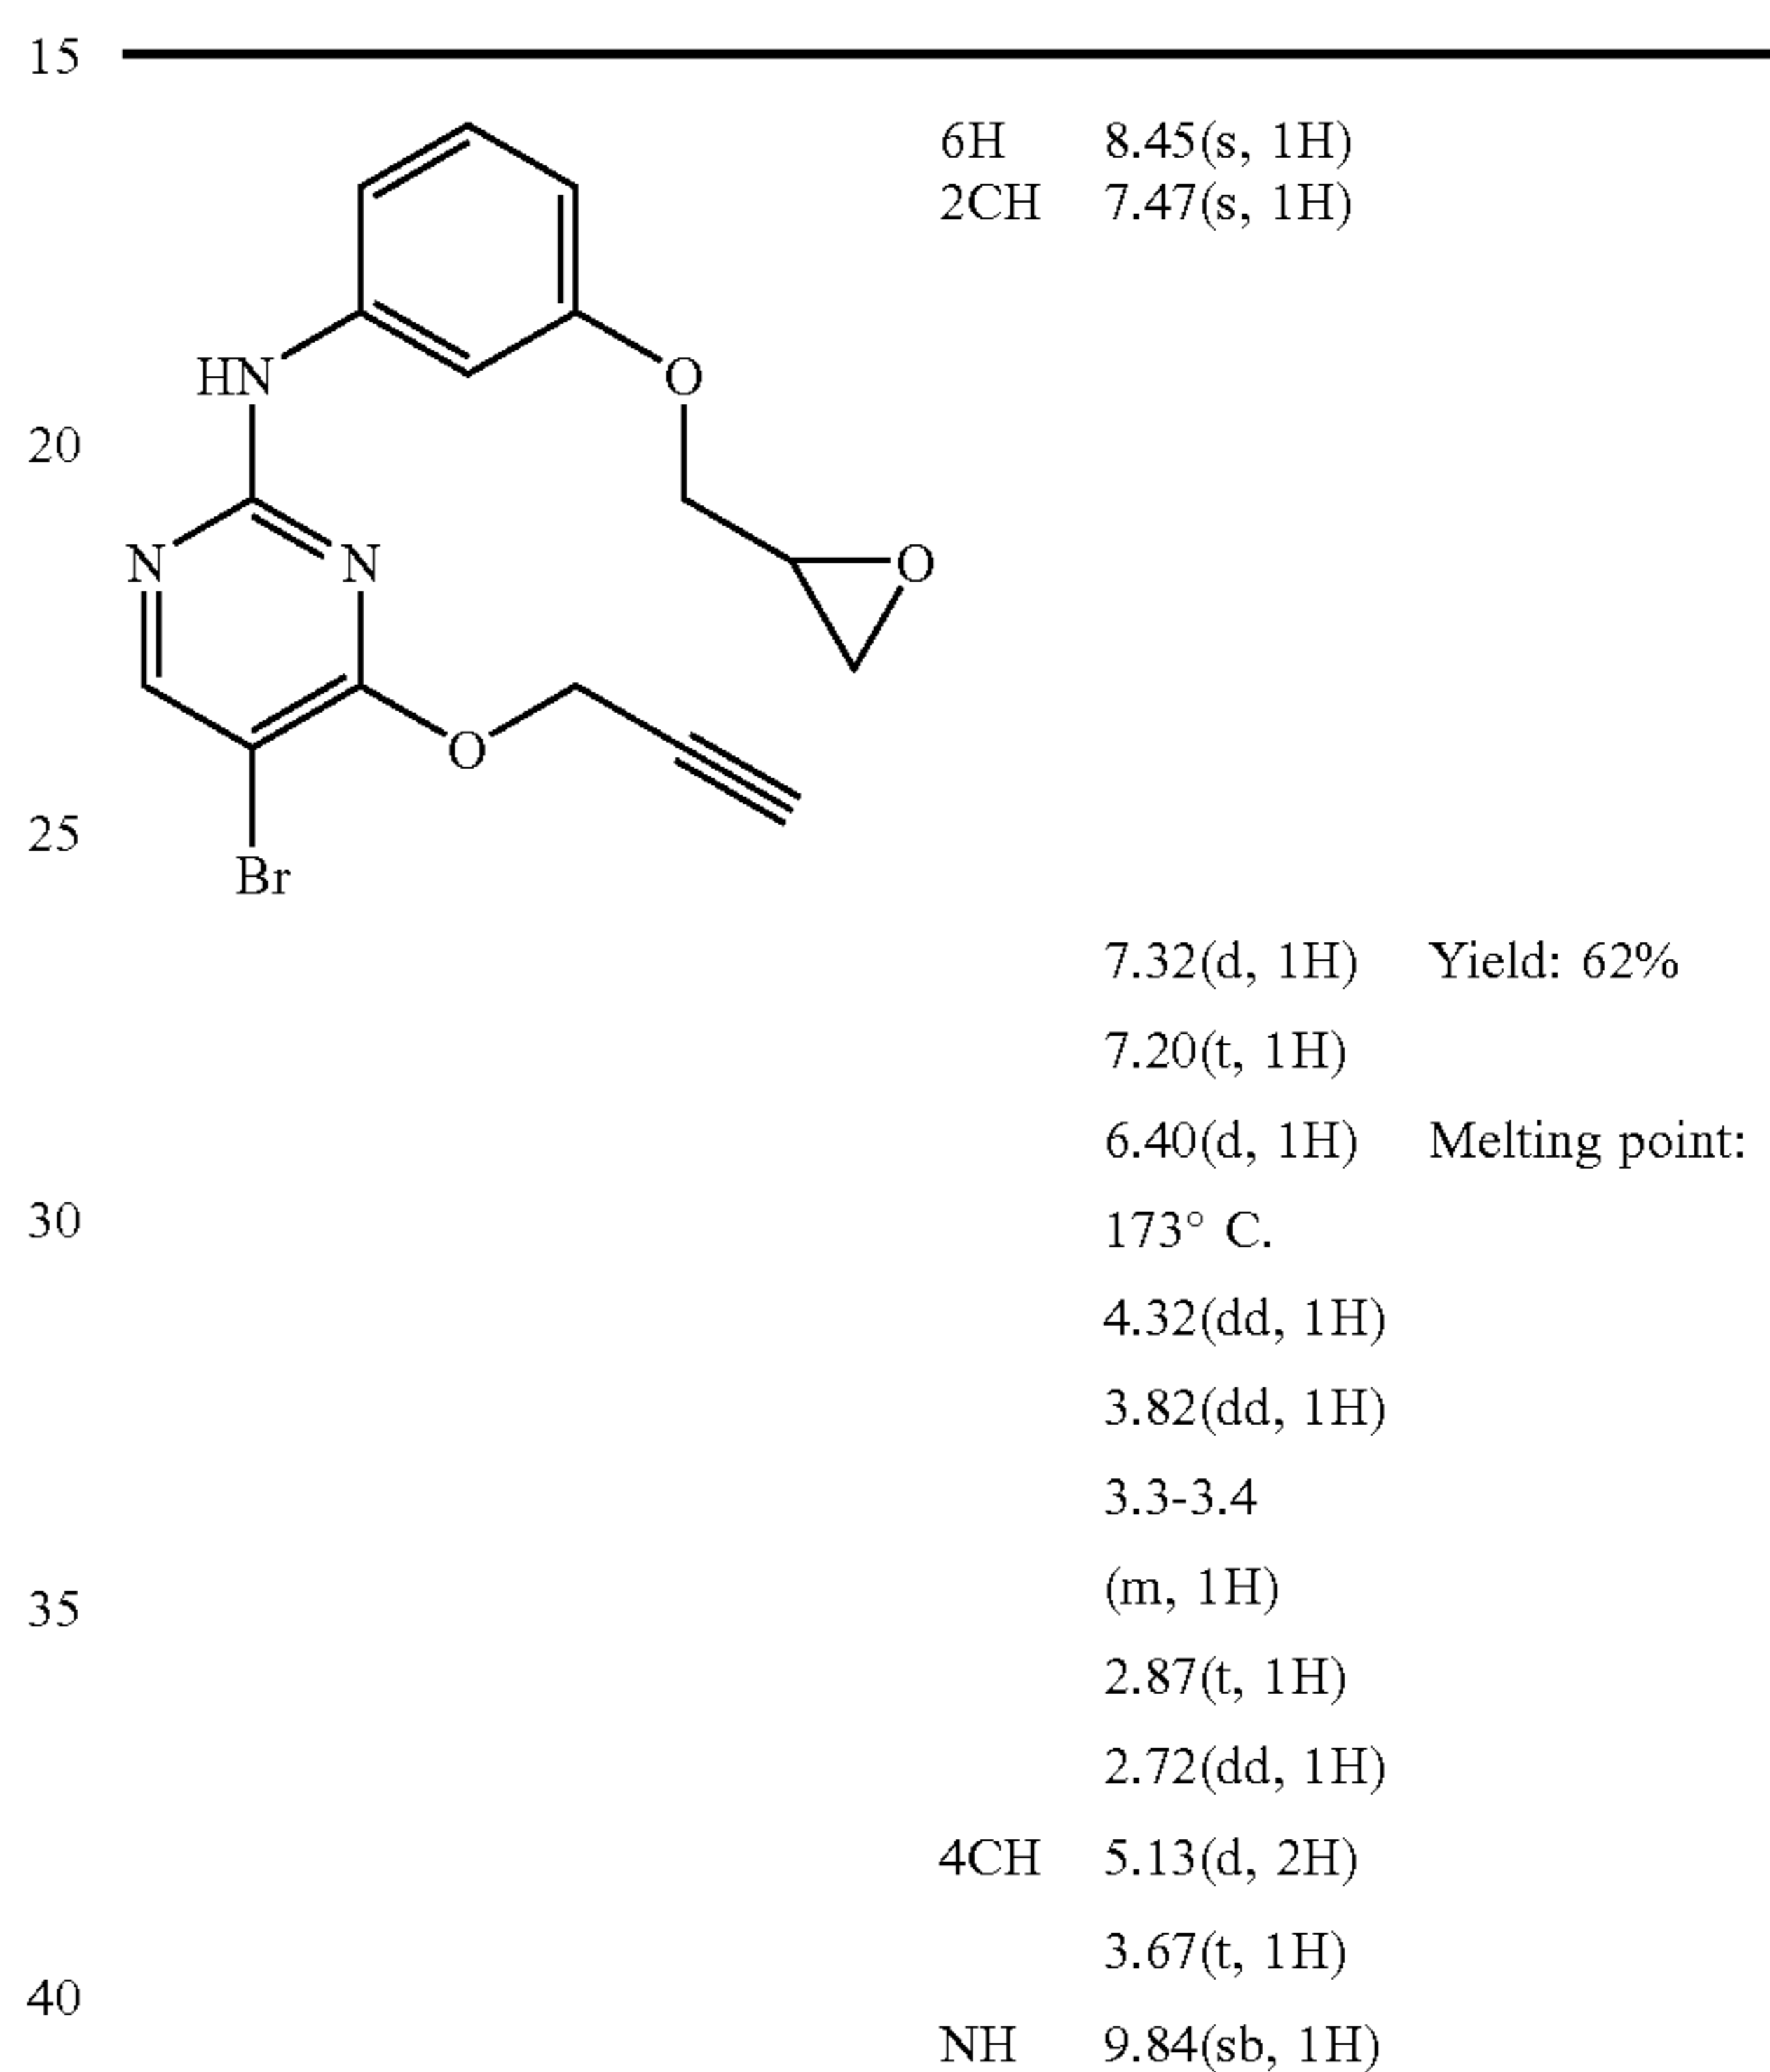 15
6H 8.45(s, 1H)
2CH 7.47(s, 1H)
HN
O
20
N N O
O
25
Br
7.32(d, 1H) Yield: 62%
7.20(t, 1H)
6.40(d, 1H) Melting point:
30
173° C.
4.32(dd, 1H)
3.82(dd, 1H)
3.3-3.4
35
(m, 1H)
2.87(t, 1H)
2.72(dd, 1H)
4CH 5.13(d, 2H)
3.67(t, 1H)
40
NH 9.84(sb, 1H)